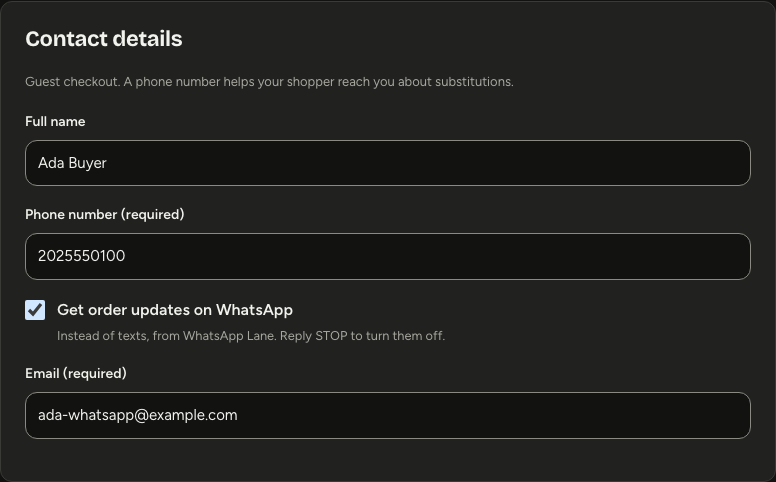 Contact details
Guest checkout. A phone number helps your shopper reach you about substitutions.
Full name
Ada Buyer
Phone number (required)
2025550100
Get order updates on WhatsApp
Instead of texts, from WhatsApp Lane. Reply STOP to turn them off.
Email (required)
ada-whatsapp@example.com